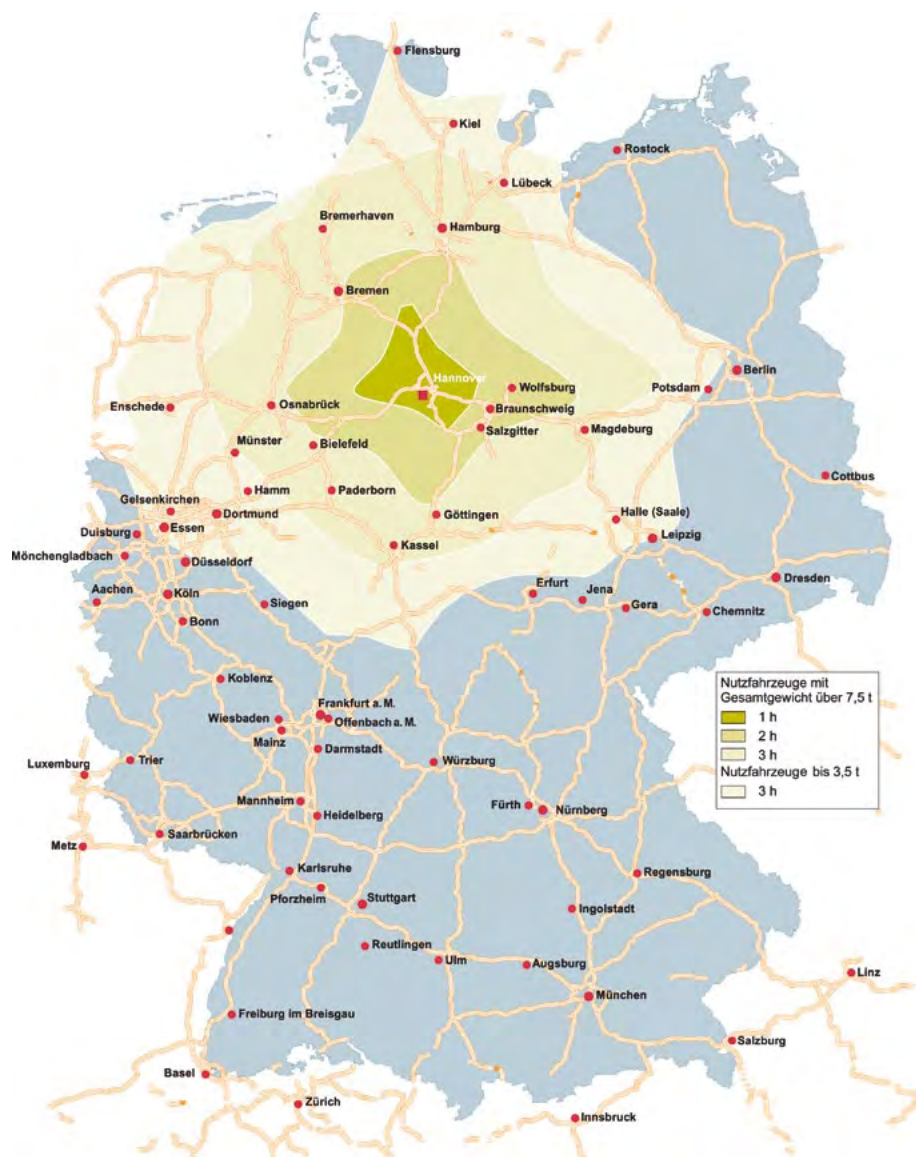 Flensburg
Kiel
Rostock
Lübeck
Bremerhaven
Hamburg
Bremen
Hannover
Berlin
Wolfsburg
Potsdam
Enschede
Osnabrück
Braunschweig
Salzgitter
Magdeburg
Münster
Bielefeld
Cottbus
Gelsenkirchen
Hamm
Paderborn
Dortmund
Göttingen
Halle (Saale)
Duisburg
Essen
Leipzig
Mönchengladbach
Kassel
Düsseldorf
Dresden
Aachen
Köln
Siegen
Erfurt
Jena
Gera
Chemnitz
Bonn
Koblenz
Nutzfahrzeuge mit
Gesamtgewicht über 7,5 t
1 h
2 h
3 h
Nutzfahrzeuge bis 3,5 t
3 h
Frankfurt a. M.
Wiesbaden
Offenbach a. M.
Mainz
Darmstadt
Trier
Würzburg
Luxemburg
Mannheim
Fürth
Nürnberg
Heidelberg
Saarbrücken
Metz
Karlsruhe
Regensburg
Pforzheim
Stuttgart
Ingolstadt
Reutlingen
Ulm
Augsburg
Linz
München
Freiburg im Breisgau
Salzburg
Basel
Zürich
Innsbruck